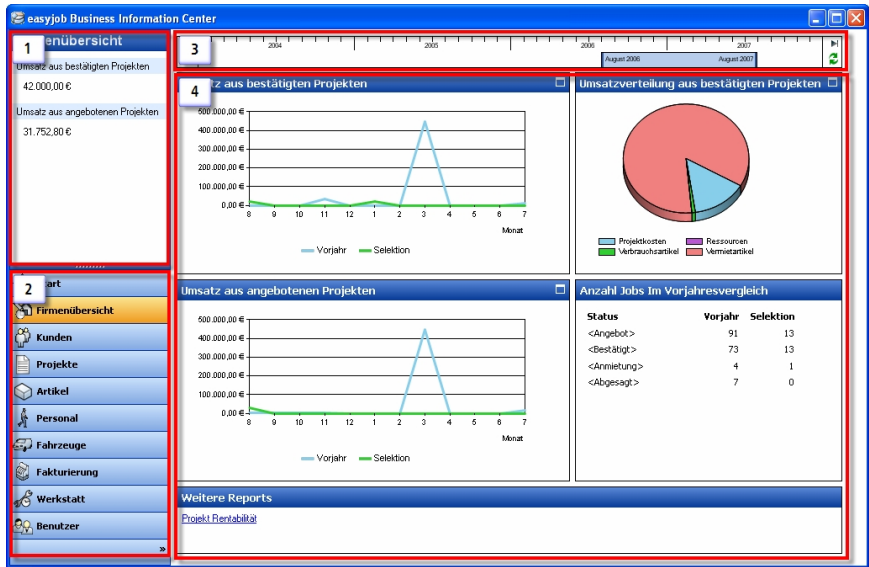 easyjob Business Information Center
1
enübersicht
Umsatz aus bestätigten Projekten
42.000,00 €
Umsatz aus angebotenen Projekten
31.752,80 €
2
art
Firmenübersicht
Kunden
Projekte
Artikel
Personal
Fahrzeuge
Fakturierung
Werkstatt
Benutzer
»
3
2004 2005 2006 2007
August 2006 August 2007
4
z aus bestätigten Projekten
500.000,00 €
400.000,00 €
300.000,00 €
200.000,00 €
100.000,00 €
0,00 €
8 9 10 11 12 1 2 3 4 5 6 7
Monat
Vorjahr Selektion
Umsatzverteilung aus bestätigten Projekten
Projektkosten Ressourcen
Verbrauchsartikel Vermietartikel
Umsatz aus angebotenen Projekten
500.000,00 €
400.000,00 €
300.000,00 €
200.000,00 €
100.000,00 €
0,00 €
8 9 10 11 12 1 2 3 4 5 6 7
Monat
Vorjahr Selektion
Anzahl Jobs Im Vorjahresvergleich
Status Vorjahr Selektion
<Angebot> 91 13
<Bestätigt> 73 13
<Anmietung> 4 1
<Abgesagt> 7 0
Weitere Reports
Projekt Rentabilität